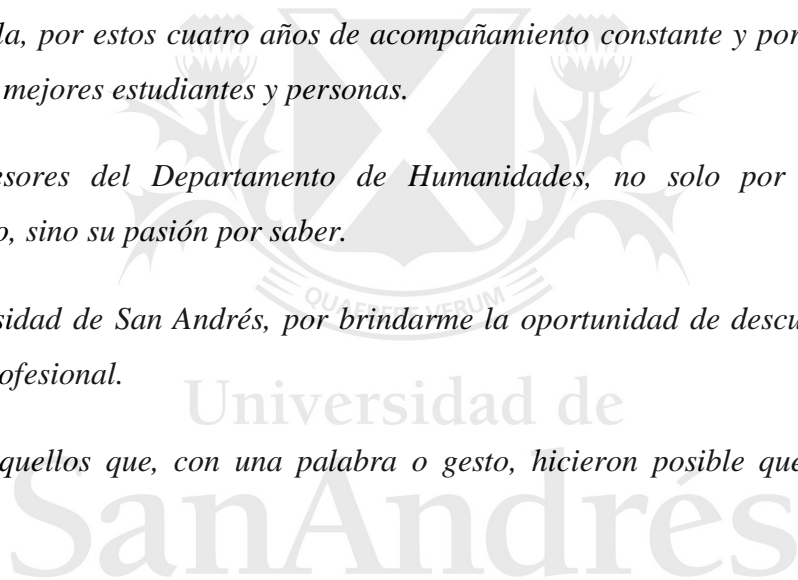 la, por estos cuatro años de acompañamiento constante y por
mejores estudiantes y personas.
esores del Departamento de Humanidades, no solo por
o, sino su pasión por saber.
QUAERERE VERUM
sidad de San Andrés, por brindarme la oportunidad de descu
ofesional.
Universidad de
quellos que, con una palabra o gesto, hicieron posible que
SanAndrés